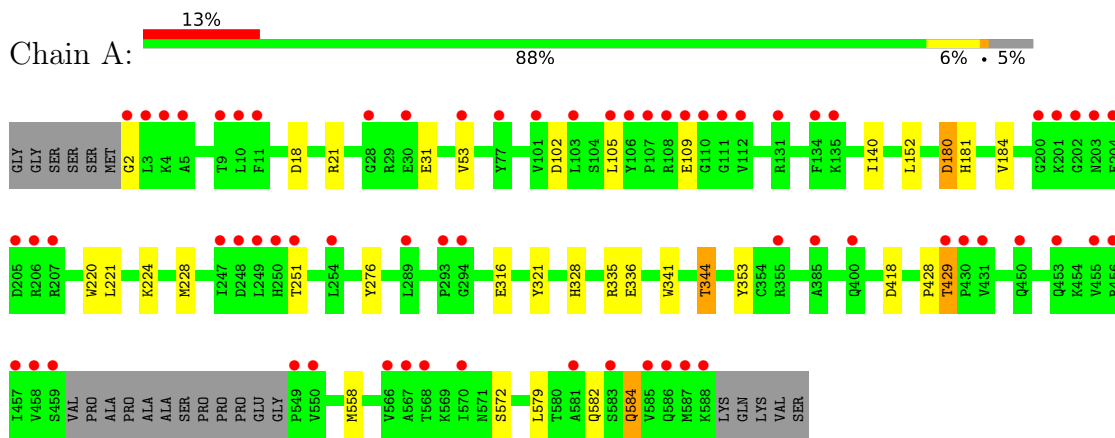 13%
Chain A:
88% 6% • 5%
GLY GLY SER SER SER MET G2 L3 K4 A5 T9 L10 F11 D18 R21 G28 R29 E30 E31 V53 Y77 V101 D102 L103 S104 L105 Y106 P107 R108 E109 G110 G111 V112 R131 F134 K135 I140 L152 D180 H181 V184 G200 K201 G202 N203
D205 R206 R207 W220 L221 K224 M228 I247 D248 L249 H250 T251 L254 Y276 L289 P293 G294 E316 Y321 H328 R335 E336 W341 T344 Y353 C354 R355 A385 Q400 D418 P428 T429 P430 V431 Q450 Q453 K454 V455
I457 V458 S459 VAL PRO ALA PRO ALA ALA SER PRO PRO PRO GLU GLY P549 V550 M558 V566 A567 T568 K569 I570 N571 S572 L579 T580 A581 Q582 S583 Q584 V585 Q586 M587 K588 LYS GLN LYS VAL SER